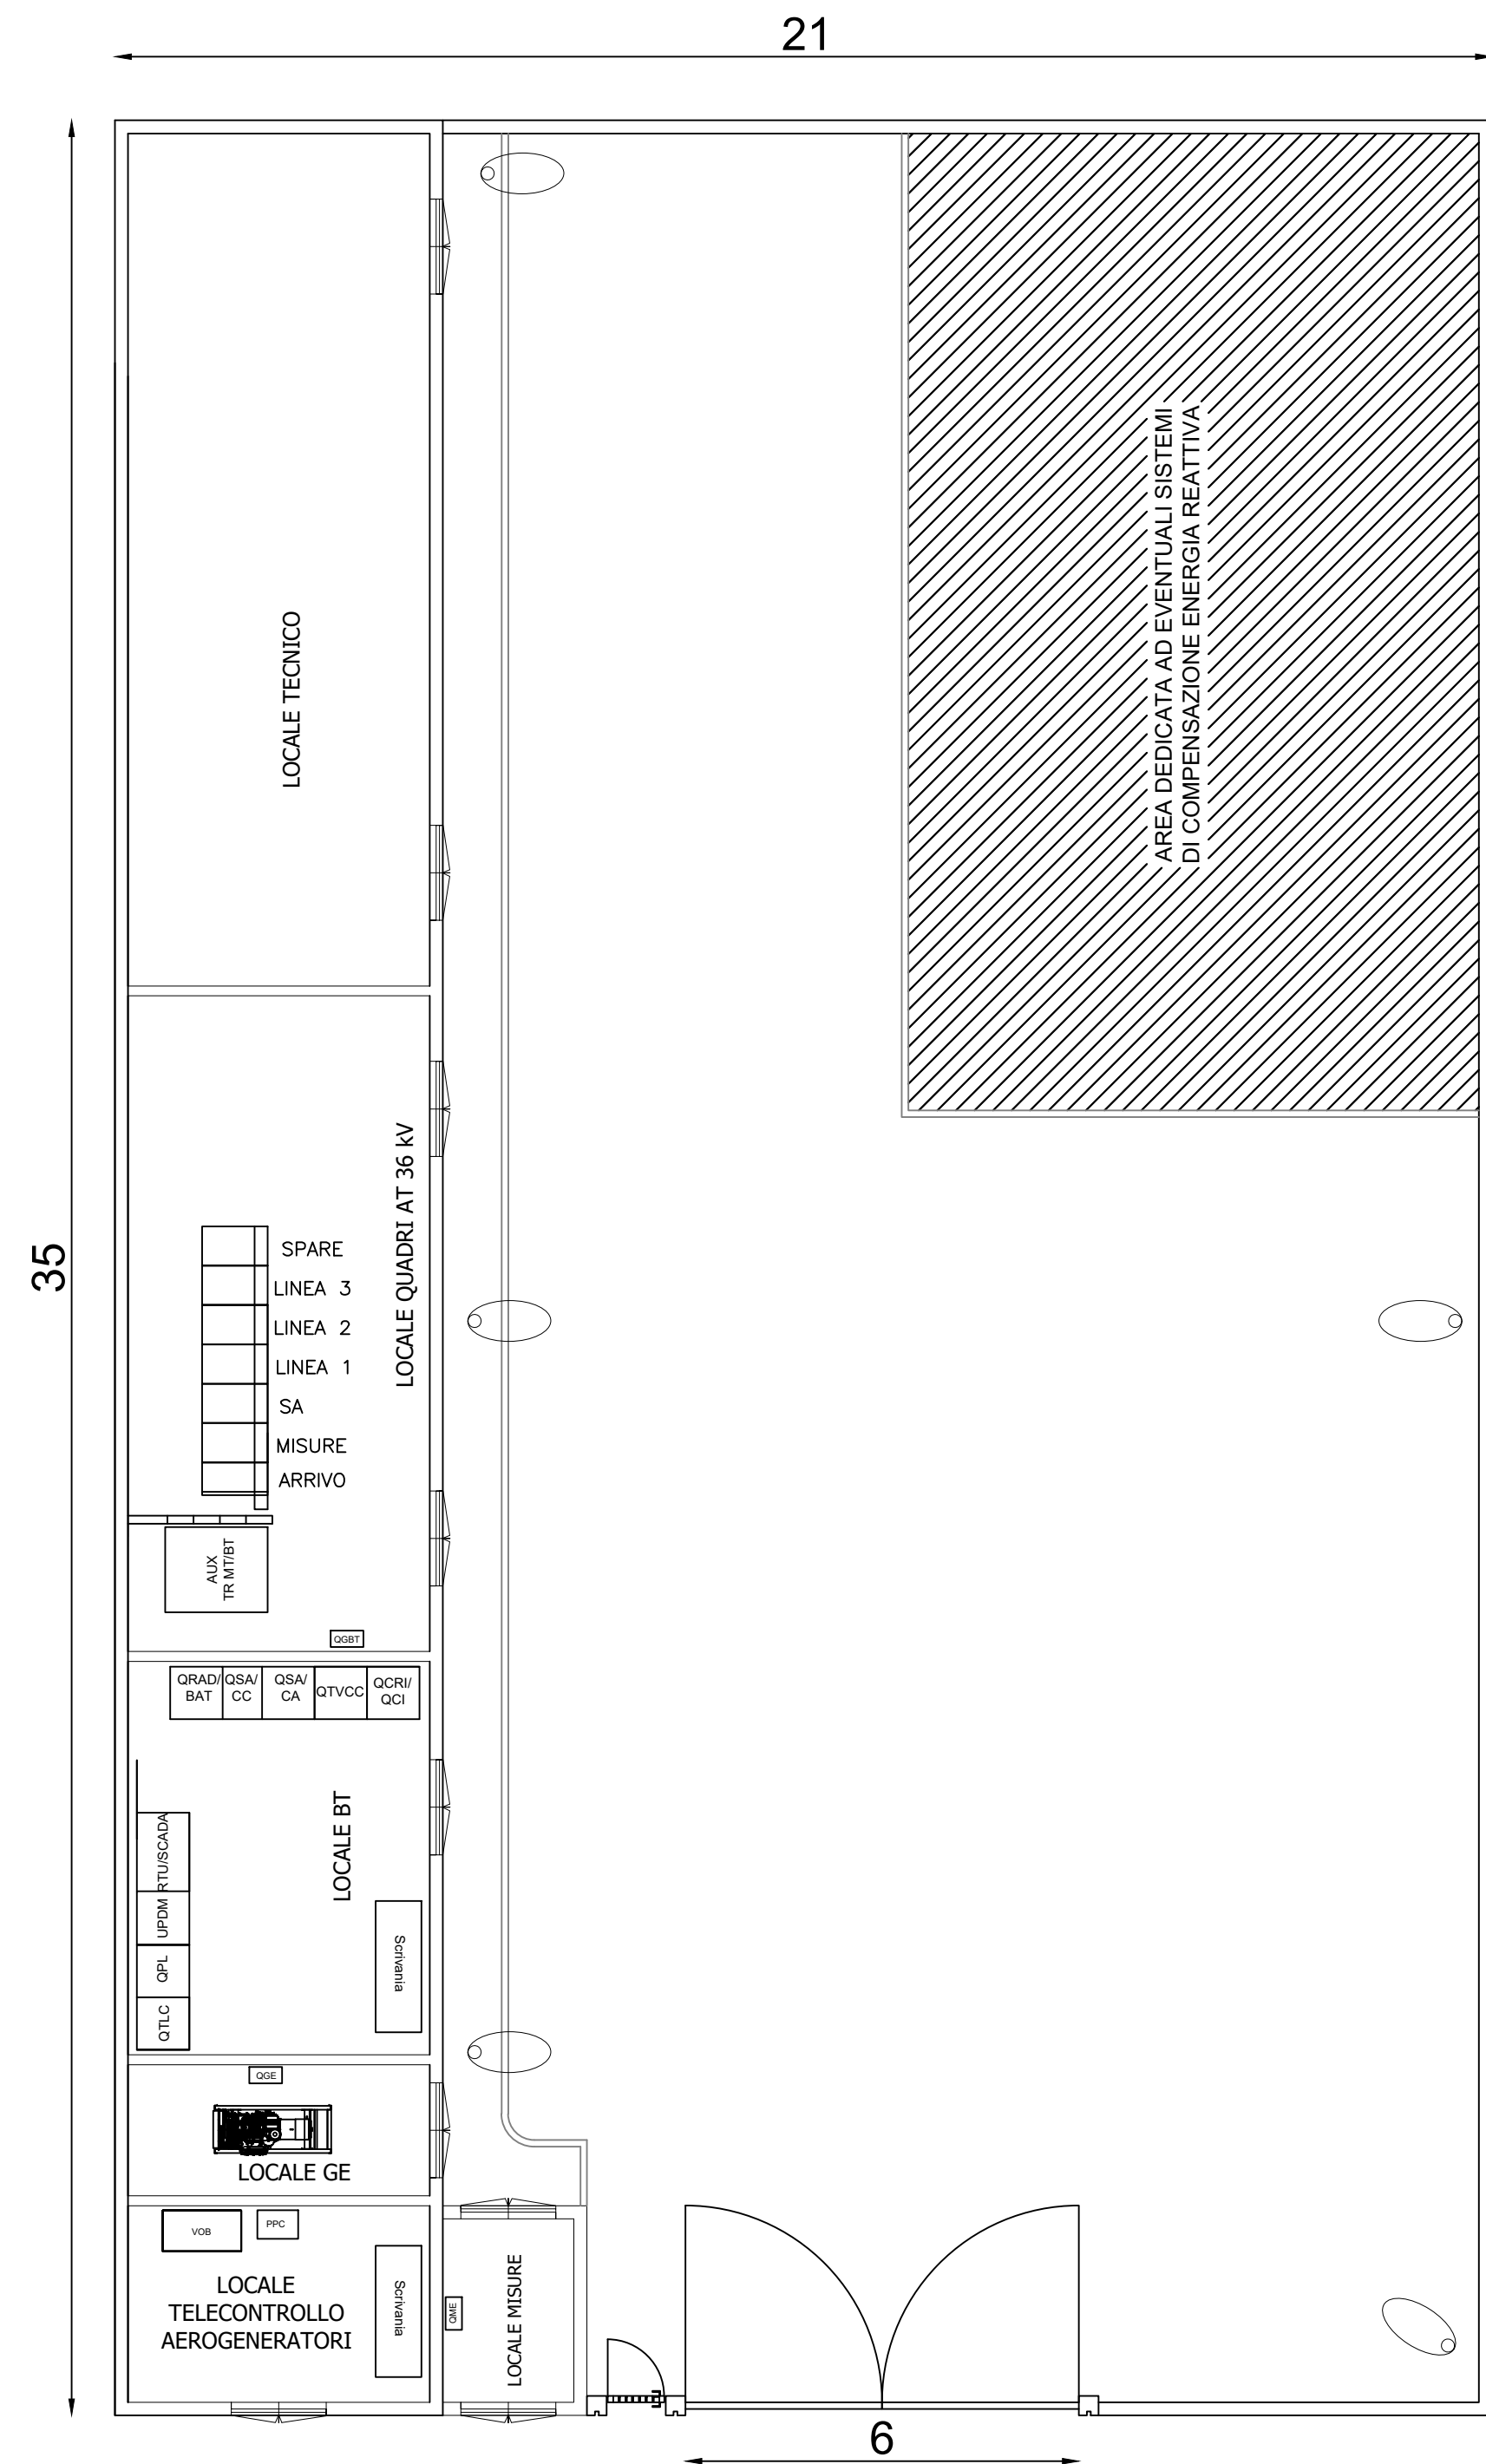 21
35
LOCALE TECNICO
AREA DEDICATA AD EVENTUALI SISTEMI
DI COMPENSAZIONE ENERGIA REATTIVA
LOCALE QUADRI AT 36 kV
SPARE
LINEA 3
LINEA 2
LINEA 1
SA
MISURE
ARRIVO
AUX
TR MT/BT
QGBT
QRAD/
BAT
QSA/
CC
QSA/
CA
QTVCC
QCRI/
QCI
LOCALE BT
RTU/SCADA
UPDM
QPL
QTLC
Scrivania
QGE
LOCALE GE
VOB
PPC
LOCALE
TELECONTROLLO
AEROGENERATORI
Scrivania
QME
LOCALE MISURE
6